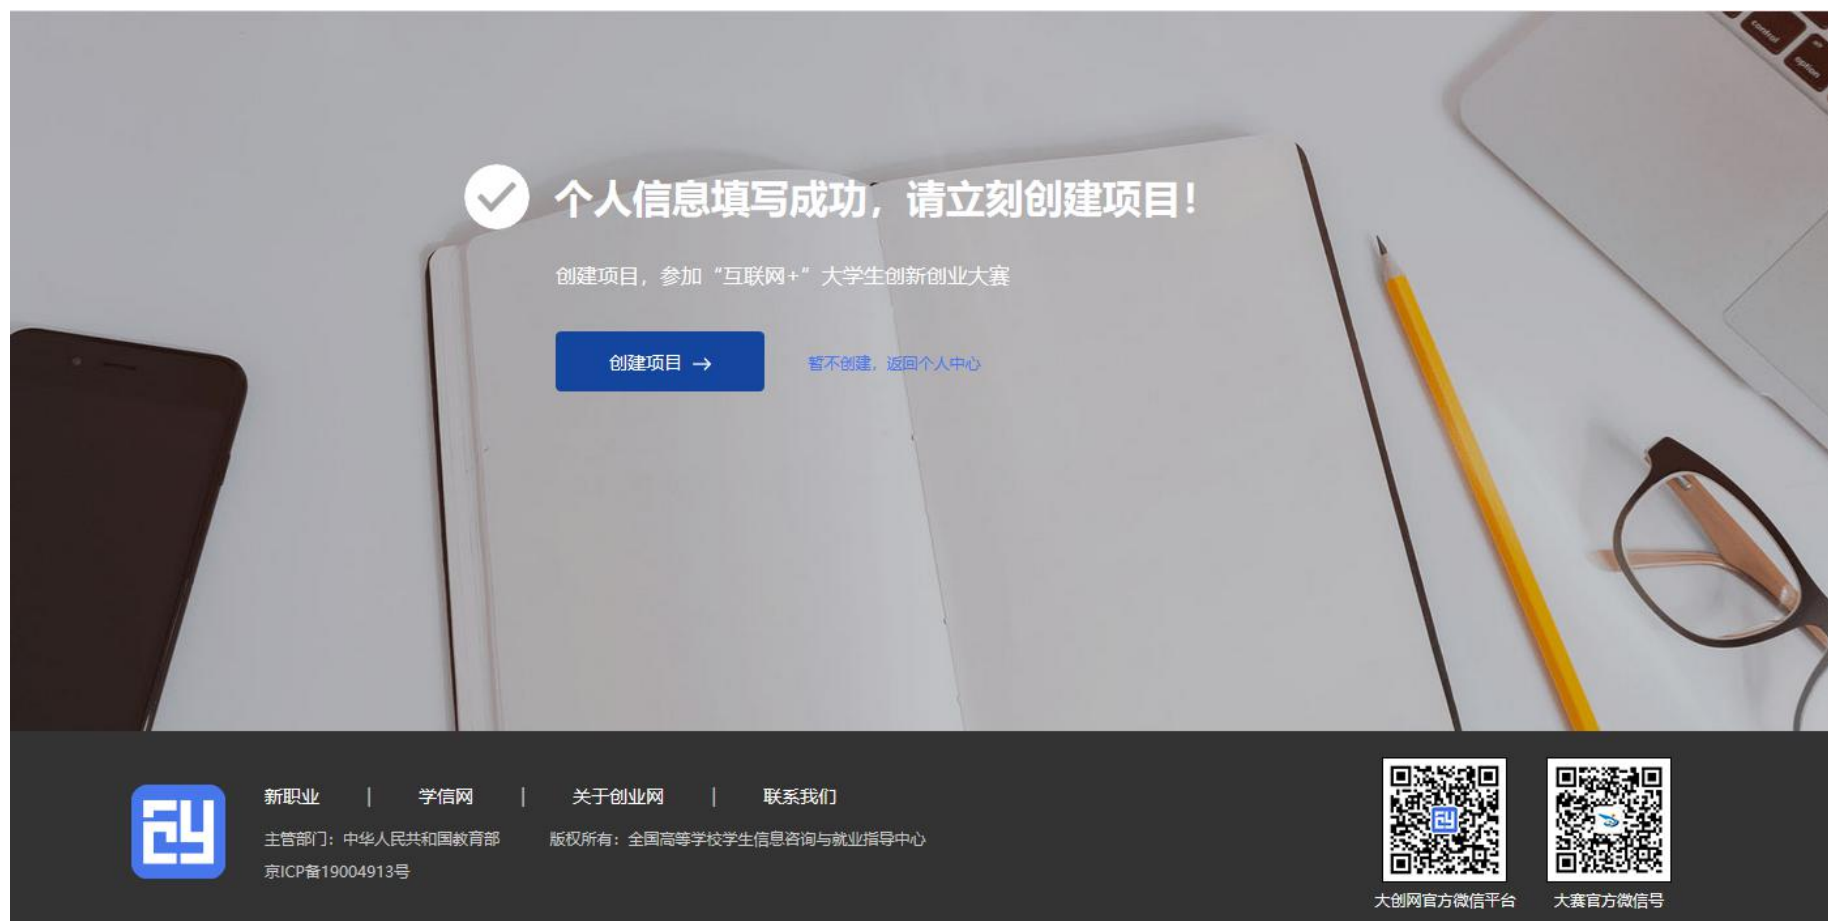 control
option
个人信息填写成功，请立刻创建项目！
创建项目，参加“互联网+”大学生创新创业大赛
创建项目 →
暂不创建，返回个人中心
新职业 | 学信网 | 关于创业网 | 联系我们
主管部门：中华人民共和国教育部 版权所有：全国高等学校学生信息咨询与就业指导中心
京ICP备19004913号
大创网官方微信平台 大赛官方微信号